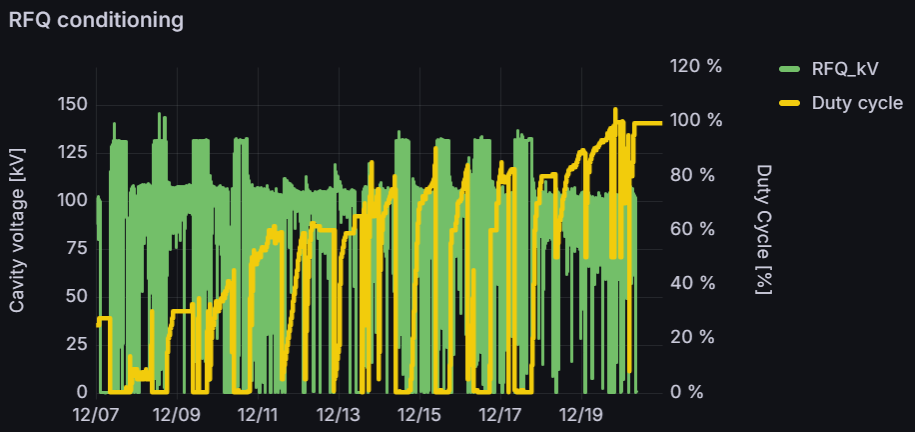 RFQ conditioning
Cavity voltage [kV]
150
125
100
75
50
25
0
12/07 12/09 12/11 12/13 12/15 12/17 12/19
120 %
100 %
80 %
60 %
40 %
20 %
0 %
Duty Cycle [%]
RFQ_kV
Duty cycle